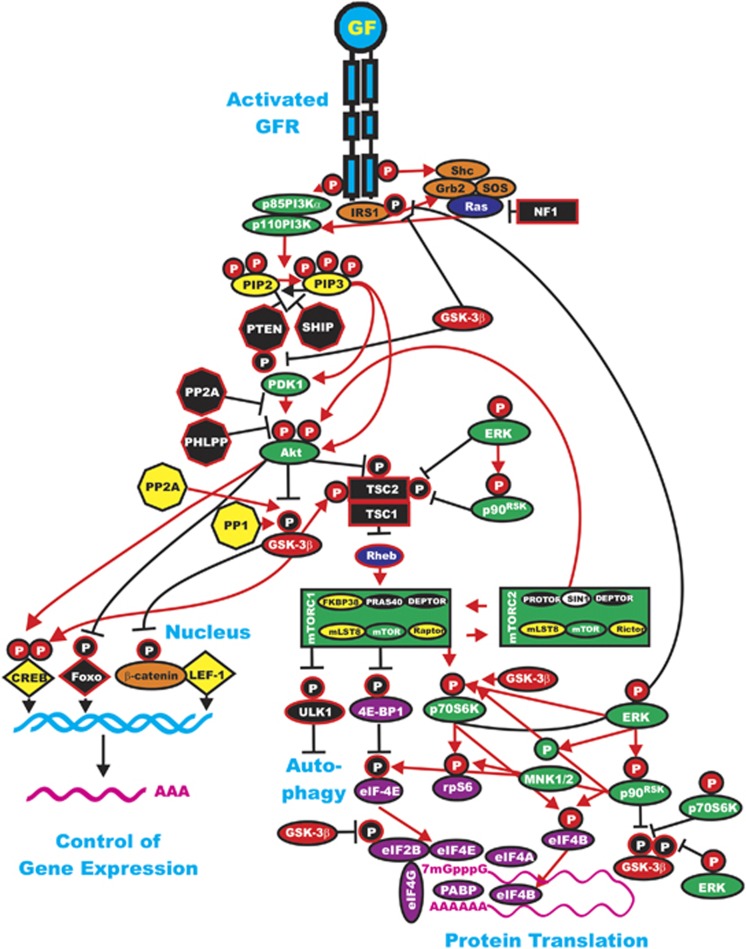 GF
Activated
GFR
P
P
Shc
Grb2
SOS
p85PI3Kα
IRS1
P
Ras
NF1
p110PI3K
P
P
P
P
P
PIP2
PIP3
PTEN
SHIP
GSK-3β
P
PDK1
PP2A
PHLPP
P
P
Akt
P
ERK
P
p90RSK
PP2A
P
P
TSC2
P
TSC1
PP1
P
GSK-3β
Rheb
mTORC1
FKBP38
PRAS40
DEPTOR
mLST8
mTOR
Raptor
mTORC2
PROTOR
SIN1
DEPTOR
mLST8
mTOR
Rictor
Nucleus
P
P
P
P
CREB
Foxo
β-catenin
LEF-1
P
ULK1
P
4E-BP1
P
p70S6K
GSK-3β
P
ERK
AAA
Auto-
phagy
P
eIF-4E
P
rpS6
P
MNK1/2
P
p90RSK
P
p70S6K
Control of
Gene Expression
GSK-3β
P
eIF2B
eIF4E
eIF4A
P
eIF4B
P
P
GSK-3β
P
ERK
7mGpppG
eIF4G
PABP
eIF4B
AAAAAA
Protein Translation